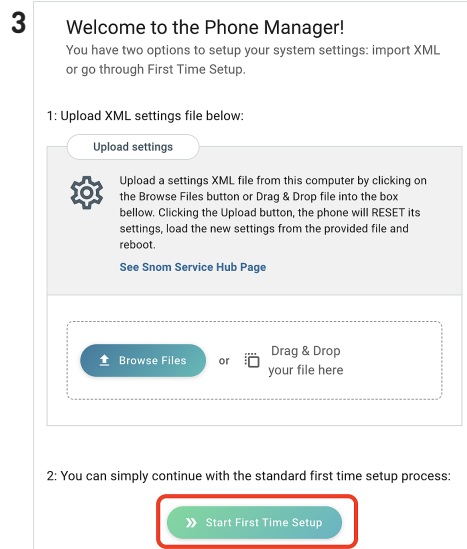 3
Welcome to the Phone Manager!
You have two options to setup your system settings: import XML
or go through First Time Setup.
1: Upload XML settings file below:
Upload settings
Upload a settings XML file from this computer by clicking on
the Browse Files button or Drag & Drop file into the box
bellow. Clicking the Upload button, the phone will RESET its
settings, load the new settings from the provided file and
reboot.
See Snom Service Hub Page
Browse Files or Drag & Drop
your file here
2: You can simply continue with the standard first time setup process:
Start First Time Setup